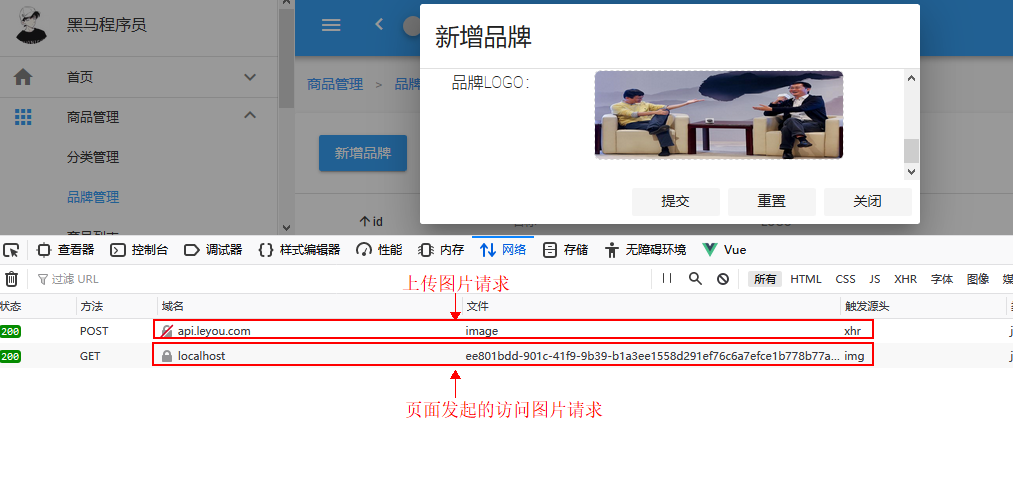 黑马程序员
首页
商品管理
分类管理
品牌管理
商品管理 > 品牌
新增品牌
id
新增品牌
品牌LOGO：
提交 重置 关闭
查看器 控制台 调试器 样式编辑器 性能 内存 网络 存储 无障碍环境 Vue
过滤 URL 所有 HTML CSS JS XHR 字体 图像
上传图片请求
状态 方法 域名 文件 触发源头
200 POST api.leyou.com image xhr
200 GET localhost ee801bdd-901c-41f9-9b39-b1a3ee1558d291ef76c6a7efce1b778b77a... img
页面发起的访问图片请求